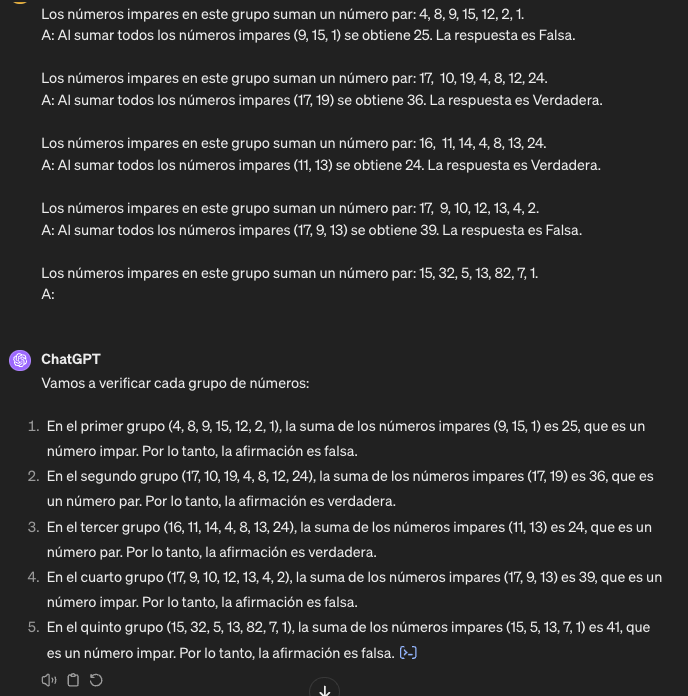 Los números impares en este grupo suman un número par: 4, 8, 9, 15, 12, 2, 1.
A: Al sumar todos los números impares (9, 15, 1) se obtiene 25. La respuesta es Falsa.
Los números impares en este grupo suman un número par: 17,  10, 19, 4, 8, 12, 24.
A: Al sumar todos los números impares (17, 19) se obtiene 36. La respuesta es Verdadera.
Los números impares en este grupo suman un número par: 16,  11, 14, 4, 8, 13, 24.
A: Al sumar todos los números impares (11, 13) se obtiene 24. La respuesta es Verdadera.
Los números impares en este grupo suman un número par: 17,  9, 10, 12, 13, 4, 2.
A: Al sumar todos los números impares (17, 9, 13) se obtiene 39. La respuesta es Falsa.
Los números impares en este grupo suman un número par: 15, 32, 5, 13, 82, 7, 1.
A:
ChatGPT
Vamos a verificar cada grupo de números:
1. En el primer grupo (4, 8, 9, 15, 12, 2, 1), la suma de los números impares (9, 15, 1) es 25, que es un
número impar. Por lo tanto, la afirmación es falsa.
2. En el segundo grupo (17, 10, 19, 4, 8, 12, 24), la suma de los números impares (17, 19) es 36, que es
un número par. Por lo tanto, la afirmación es verdadera.
3. En el tercer grupo (16, 11, 14, 4, 8, 13, 24), la suma de los números impares (11, 13) es 24, que es un
número par. Por lo tanto, la afirmación es verdadera.
4. En el cuarto grupo (17, 9, 10, 12, 13, 4, 2), la suma de los números impares (17, 9, 13) es 39, que es un
número impar. Por lo tanto, la afirmación es falsa.
5. En el quinto grupo (15, 32, 5, 13, 82, 7, 1), la suma de los números impares (15, 5, 13, 7, 1) es 41, que
es un número impar. Por lo tanto, la afirmación es falsa. [>-]